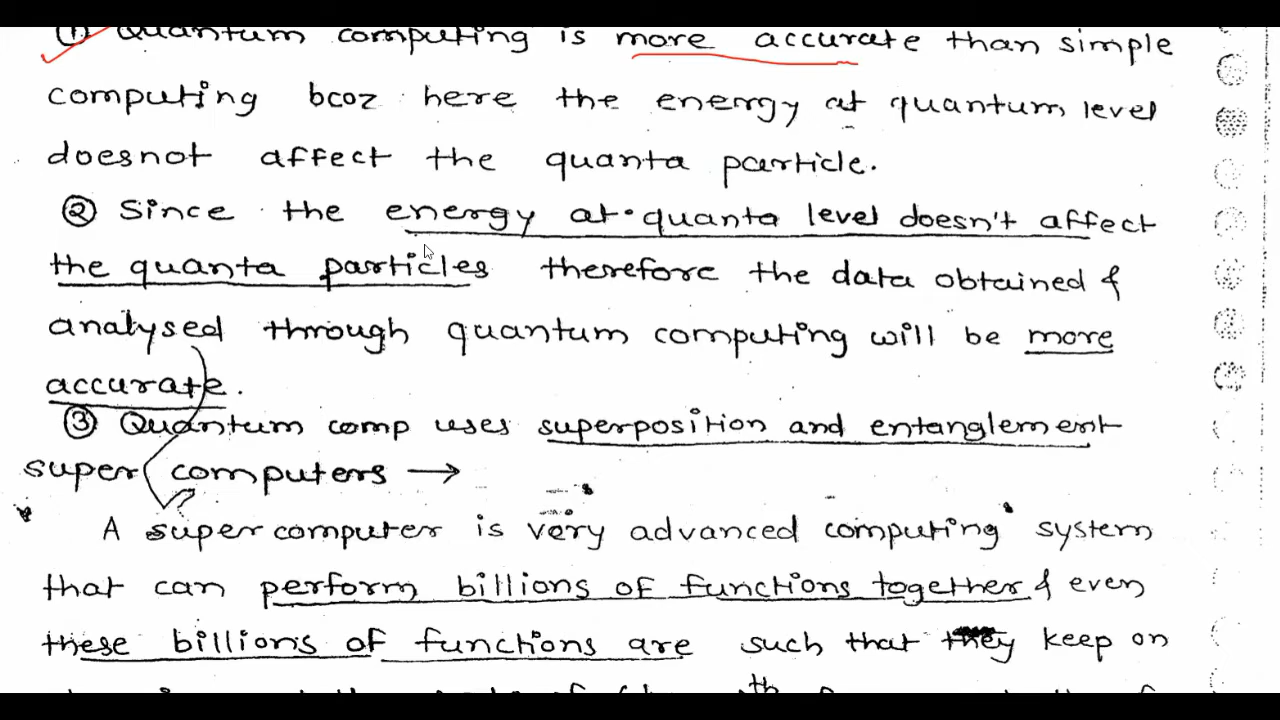 ① Quantum computing is more accurate than simple
computing bcoz here the energy at quantum level
doesnot affect the quanta particle.
② Since the energy at quanta level doesn't affect
the quanta particles therefore the data obtained &
analysed through quantum computing will be more
accurate.
③ Quantum comp uses superposition and entanglement
super computers →
A super computer is very advanced computing system
that can perform billions of functions together & even
these billions of functions are such that they keep on